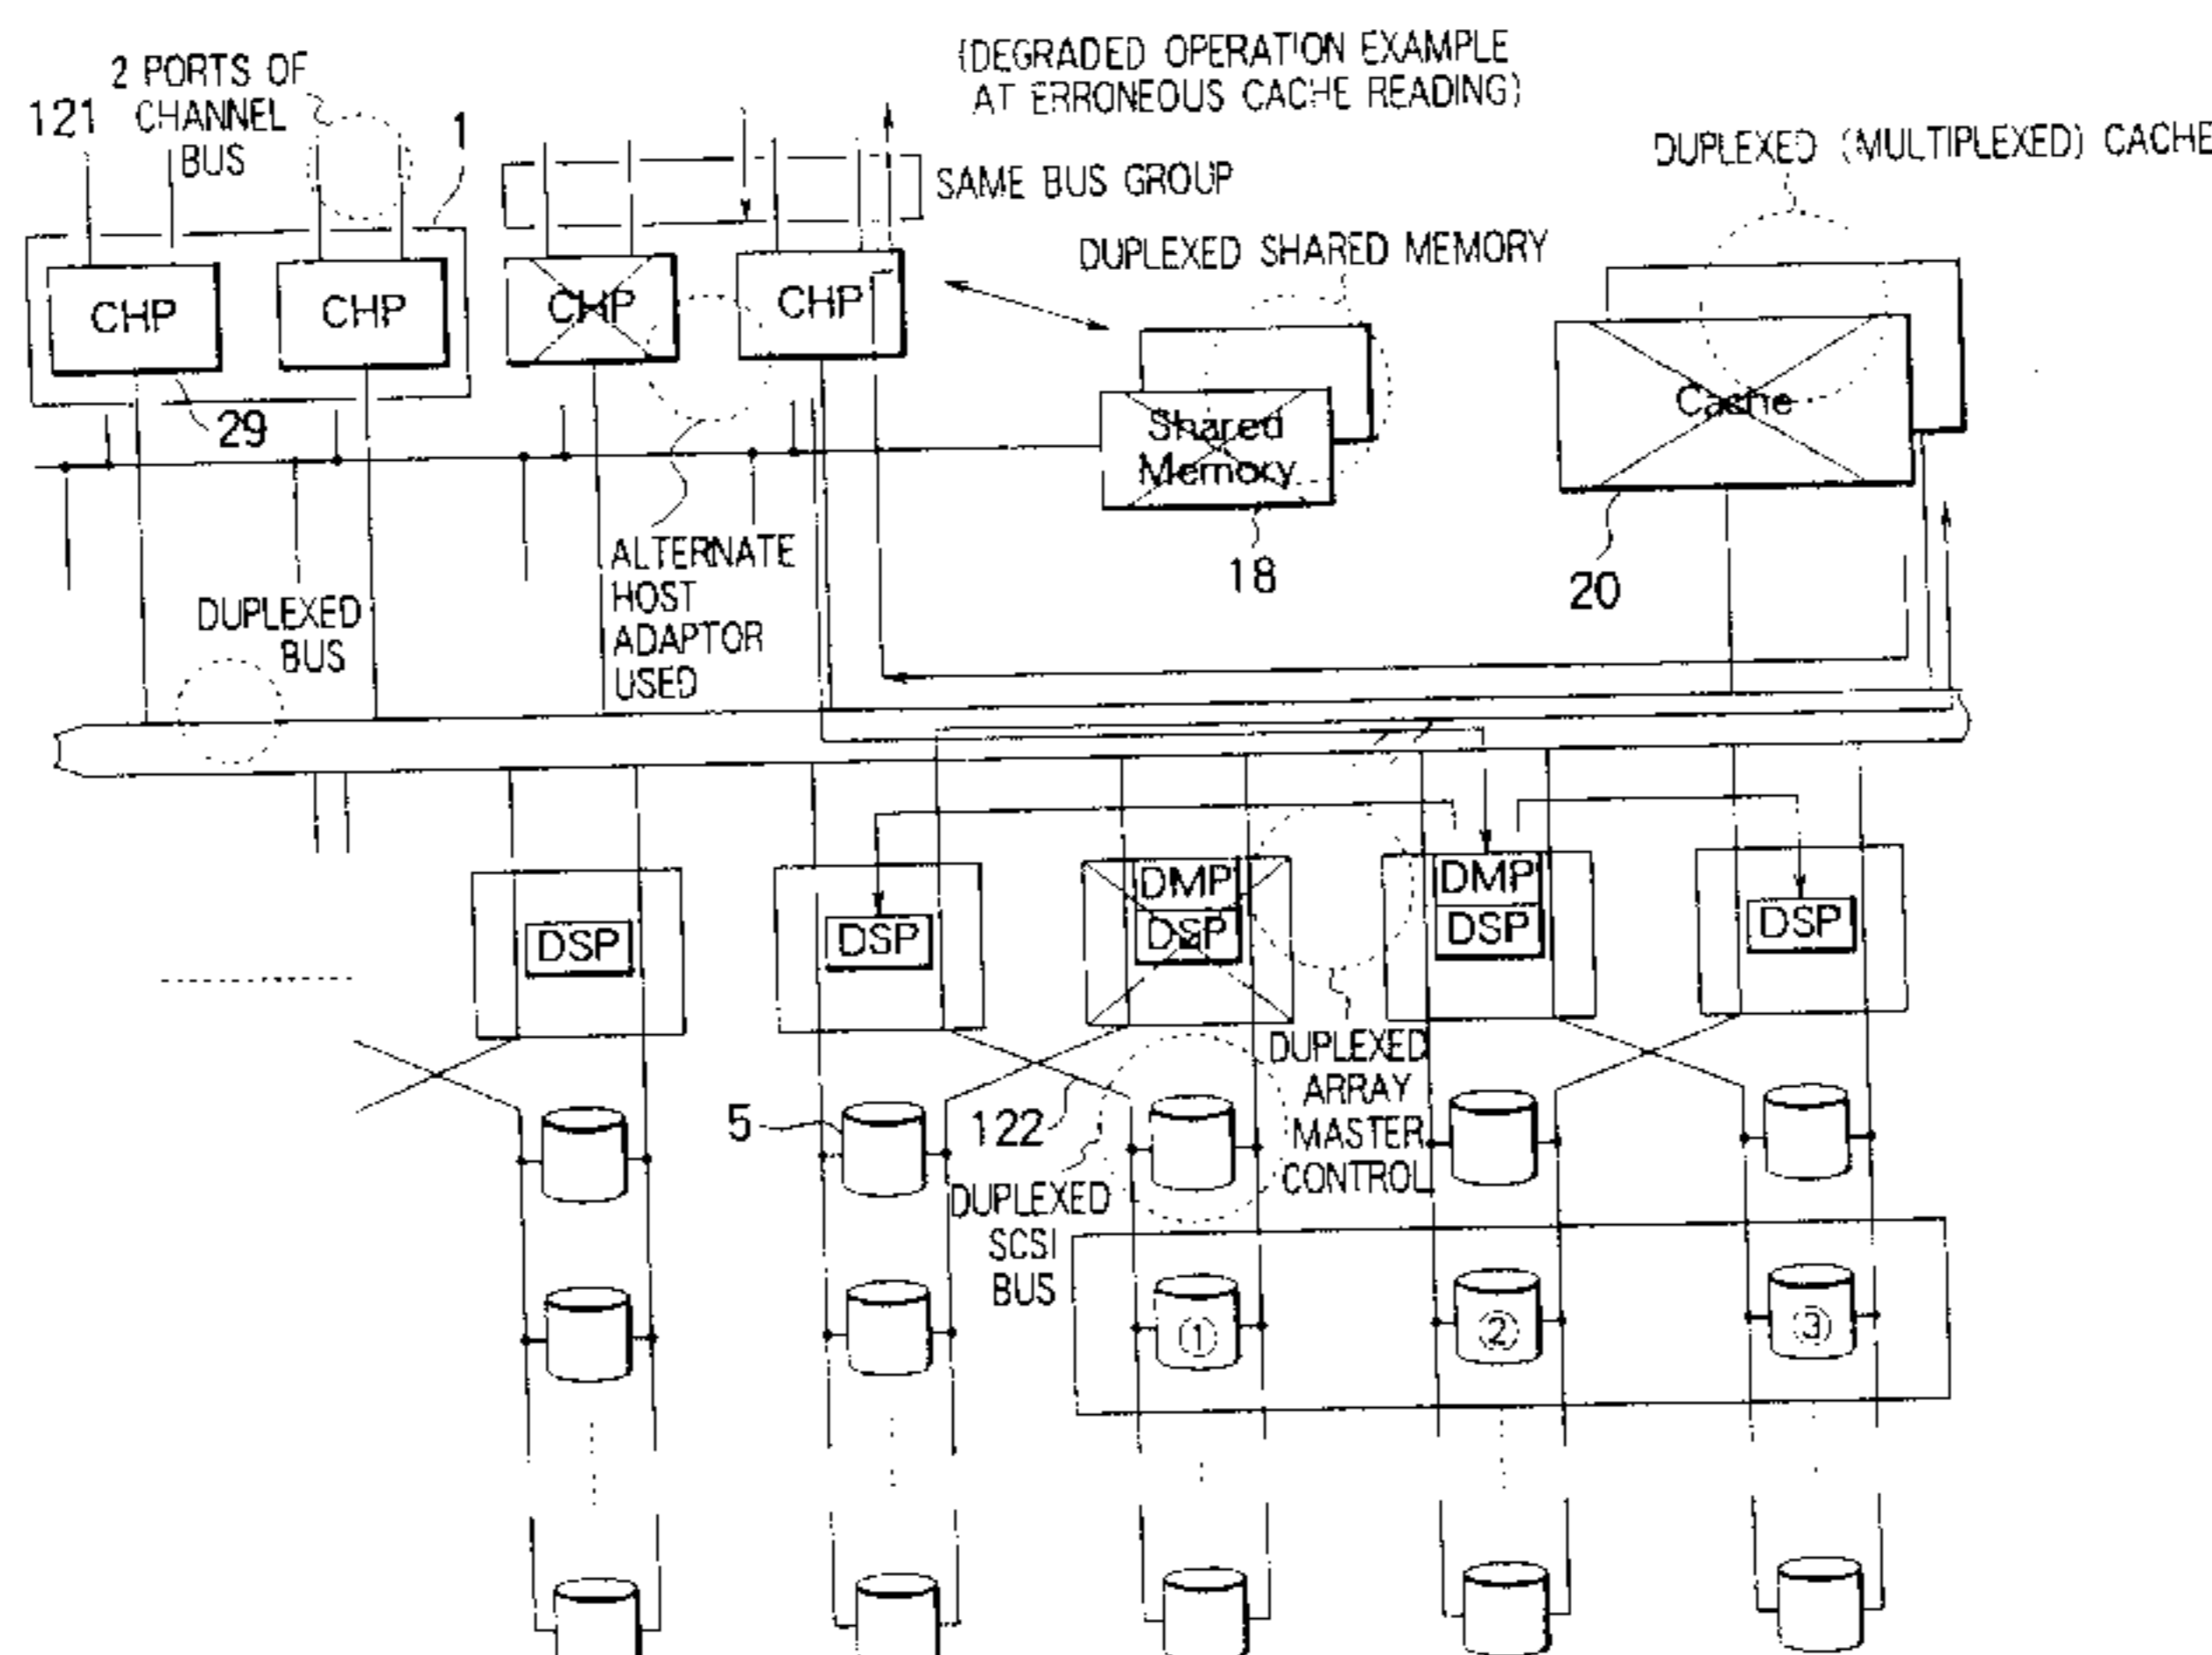 (DEGRADED OPERATION EXAMPLE
AT ERRONEOUS CACHE READING)
2 PORTS OF
CHANNEL
BUS
121
1
SAME BUS GROUP
DUPLEXED (MULTIPLEXED) CACHE
DUPLEXED SHARED MEMORY
CHP
CHP
CHP
CHP
29
Shared
Memory
18
Cache
20
ALTERNATE
HOST
ADAPTOR
USED
DUPLEXED
BUS
DSP
DSP
DMP
DSP
DMP
DSP
DSP
5
122
DUPLEXED
SCSI
BUS
DUPLEXED
ARRAY
MASTER
CONTROL
①
②
③